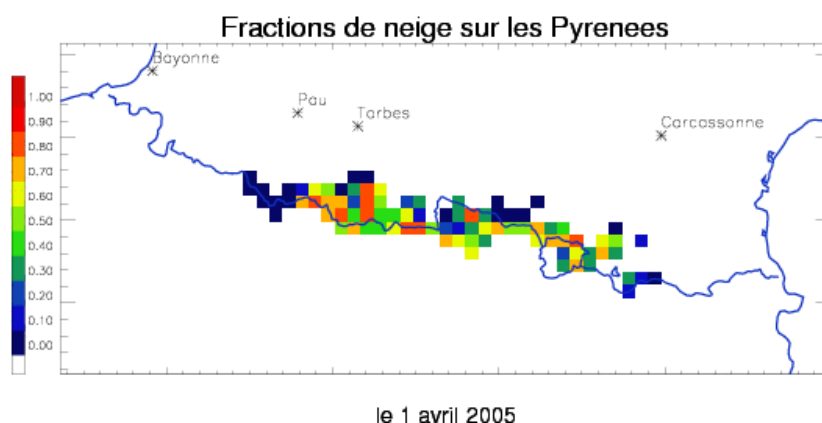 Fractions de neige sur les Pyrenees
Bayonne
Pau
Tarbes
Carcassonne
1.00
0.90
0.80
0.70
0.60
0.50
0.40
0.30
0.20
0.10
0.00
le 1 avril 2005